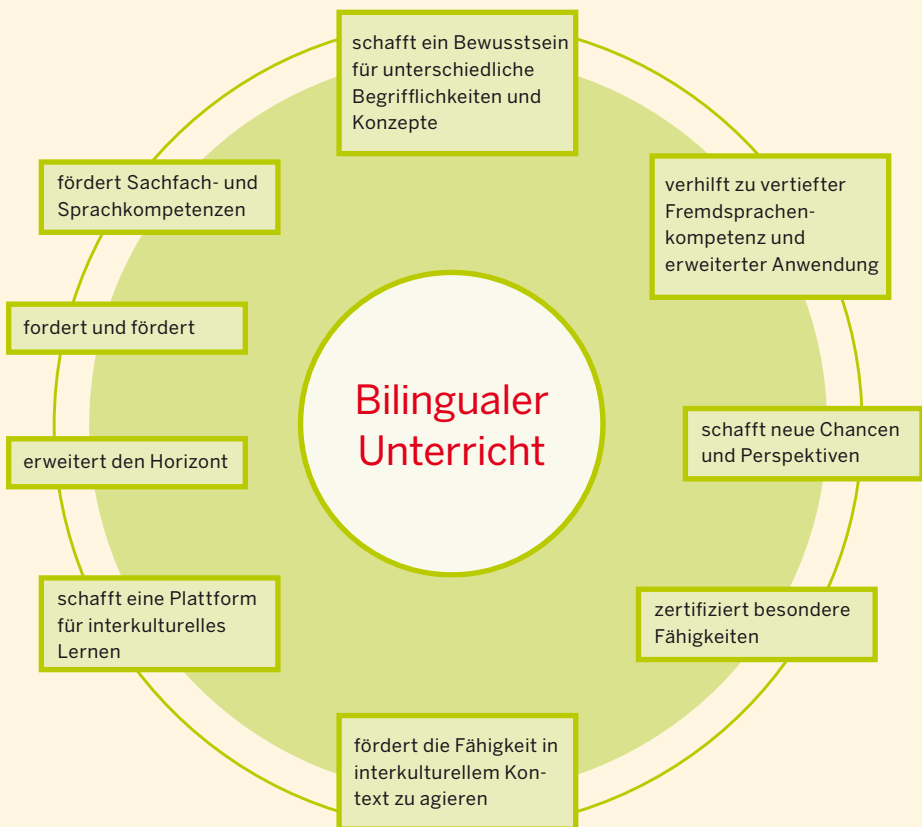 schafft ein Bewusstsein
für unterschiedliche
Begrifflichkeiten und
Konzepte
verhilft zu vertiefter
Fremdsprachen-
kompetenz und
erweiterter Anwendung
schafft neue Chancen
und Perspektiven
zertifiziert besondere
Fähigkeiten
fördert die Fähigkeit in
interkulturellem Kon-
text zu agieren
schafft eine Plattform
für interkulturelles
Lernen
erweitert den Horizont
fordert und fördert
fördert Sachfach- und
Sprachkompetenzen
Bilingualer
Unterricht